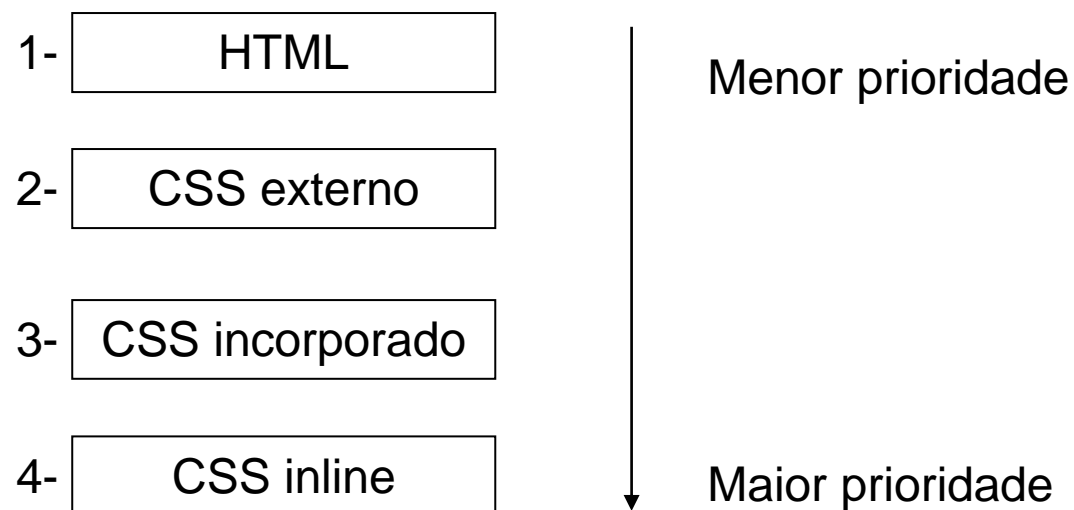 1- HTML
Menor prioridade
2- CSS externo
3- CSS incorporado
4- CSS inline
Maior prioridade